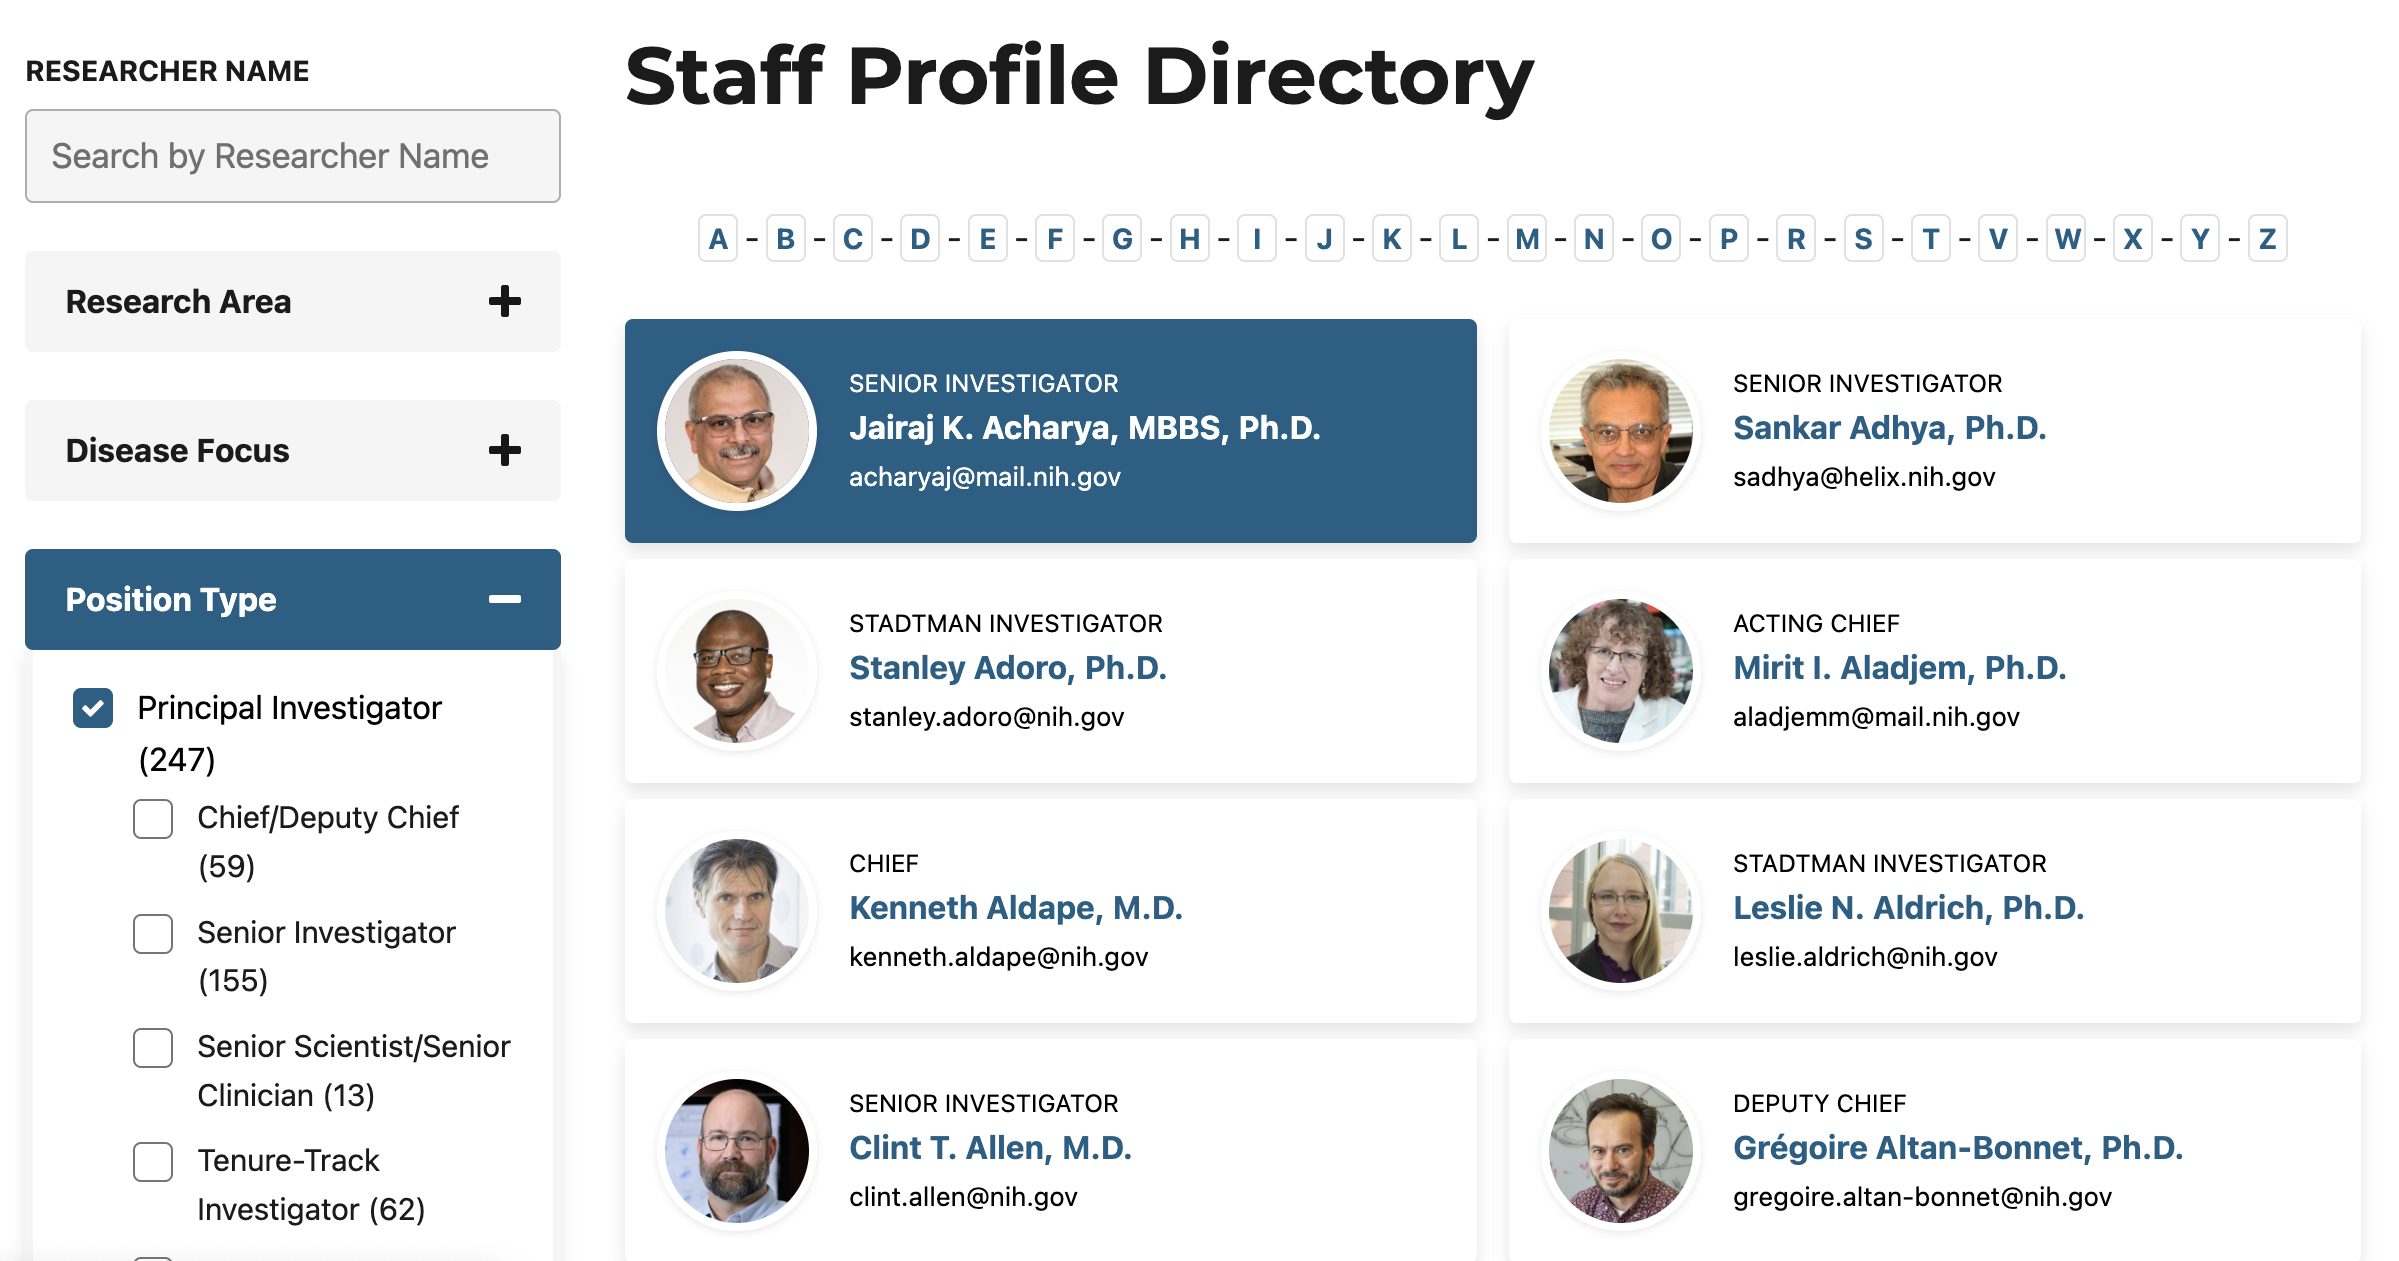 RESEARCHER NAME
Search by Researcher Name
Research Area
Disease Focus
Position Type
Principal Investigator
(247)
Chief/Deputy Chief
(59)
Senior Investigator
(155)
Senior Scientist/Senior
Clinician (13)
Tenure-Track
Investigator (62)
Staff Profile Directory
A - B - C - D - E - F - G - H - I - J - K - L - M - N - O - P - R - S - T - V - W - X - Y - Z
SENIOR INVESTIGATOR
Jairaj K. Acharya, MBBS, Ph.D.
acharyaj@mail.nih.gov
SENIOR INVESTIGATOR
Sankar Adhya, Ph.D.
sadhya@helix.nih.gov
STADTMAN INVESTIGATOR
Stanley Adoro, Ph.D.
stanley.adoro@nih.gov
ACTING CHIEF
Mirit I. Aladjem, Ph.D.
aladjemm@mail.nih.gov
CHIEF
Kenneth Aldape, M.D.
kenneth.aldape@nih.gov
STADTMAN INVESTIGATOR
Leslie N. Aldrich, Ph.D.
leslie.aldrich@nih.gov
SENIOR INVESTIGATOR
Clint T. Allen, M.D.
clint.allen@nih.gov
DEPUTY CHIEF
Grégoire Altan-Bonnet, Ph.D.
gregoire.altan-bonnet@nih.gov